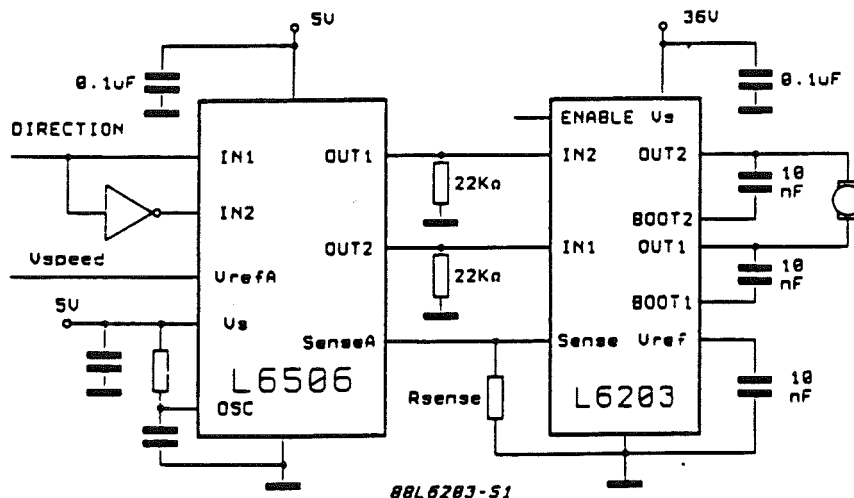 5V
36V
0.1uF
0.1uF
DIRECTION
IN1
OUT1
IN2
22KΩ
OUT2
Vspeed
VrefA
22KΩ
5V
Vs
SenseA
L6506
OSC
Rsense
ENABLE Vs
IN2
OUT2
10
nF
BOOT2
IN1
OUT1
10
nF
BOOT1
Sense
Vref
L6203
10
nF
88L6203-S1